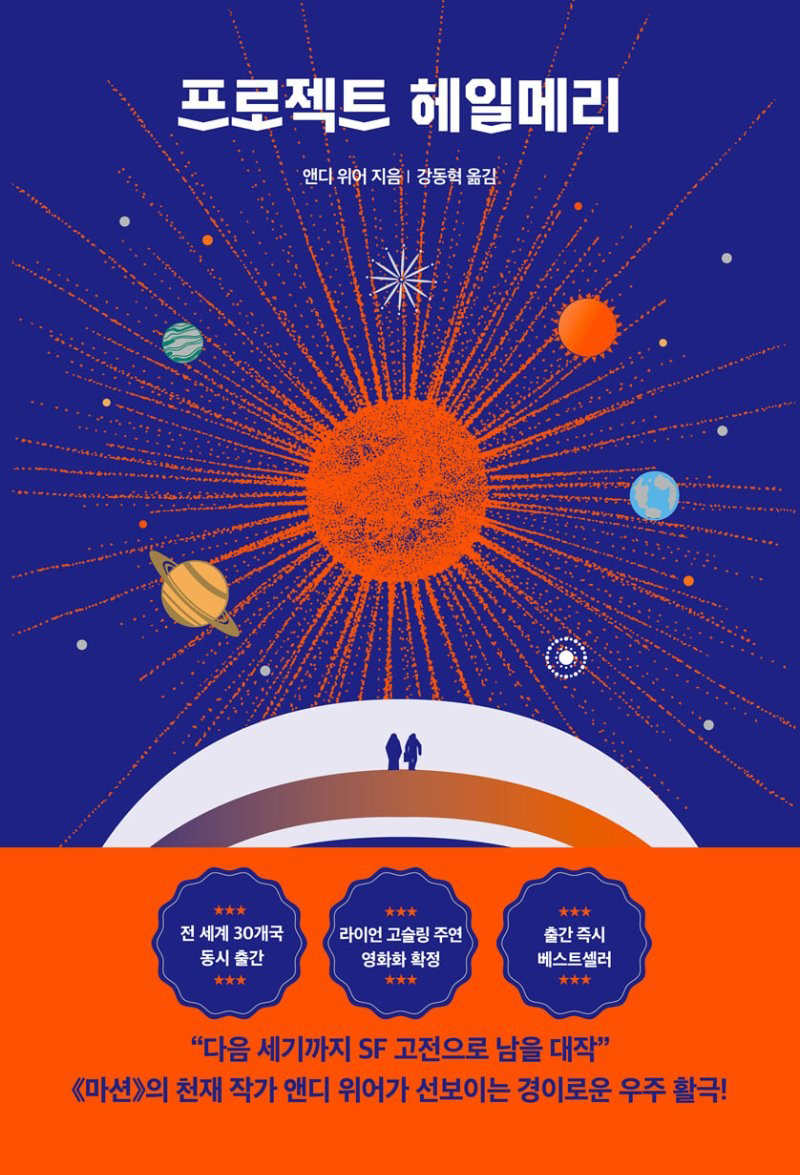 프로젝트 헤일메리
앤디 위어 지음 | 강동혁 옮김
전 세계 30개국
동시 출간
라이언 고슬링 주연
영화화 확정
출간 즉시
베스트셀러
“다음 세기까지 SF 고전으로 남을 대작”
《마션》의 천재 작가 앤디 위어가 선보이는 경이로운 우주 활극!